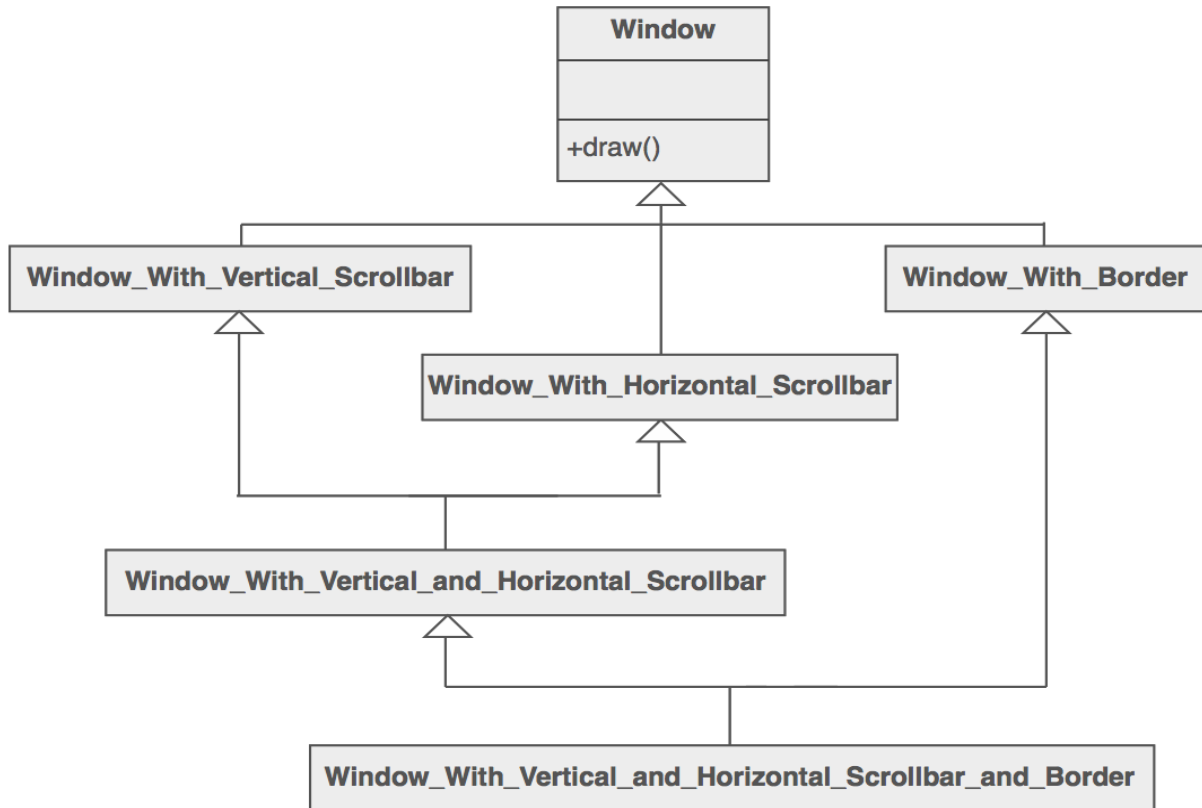 Window
+draw()
Window_With_Vertical_Scrollbar
Window_With_Border
Window_With_Horizontal_Scrollbar
Window_With_Vertical_and_Horizontal_Scrollbar
Window_With_Vertical_and_Horizontal_Scrollbar_and_Border